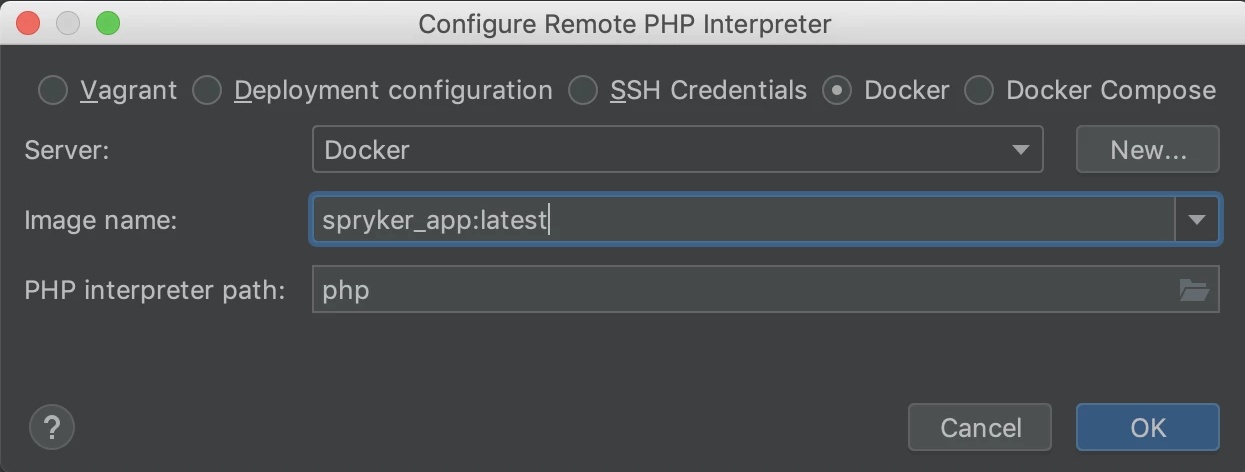 Configure Remote PHP Interpreter
Vagrant Deployment configuration SSH Credentials Docker Docker Compose
Server: Docker New...
Image name: spryker_app:latest
PHP interpreter path: php
? Cancel OK